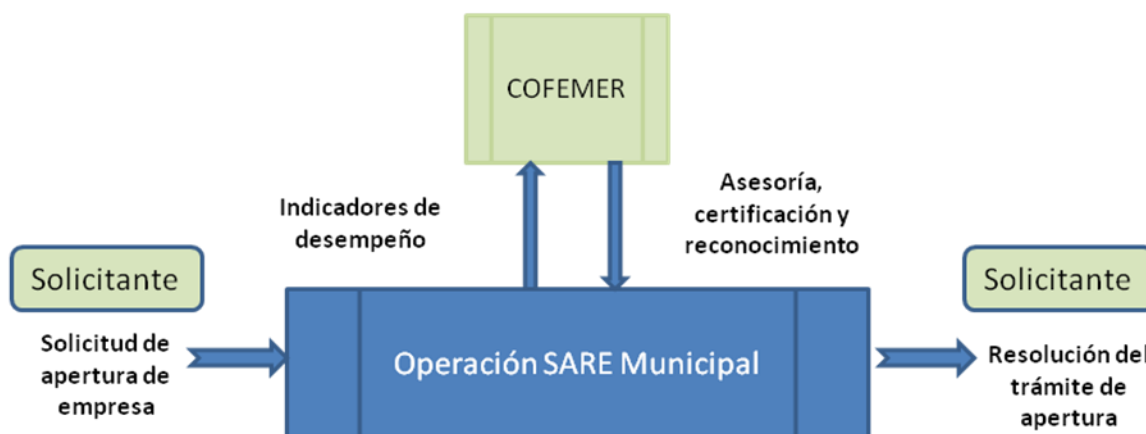 COFEMER
Indicadores de
desempeño
Asesoría,
certificación y
reconocimiento
Solicitante
Solicitud de
apertura de
empresa
Operación SARE Municipal
Solicitante
Resolución del
trámite de
apertura